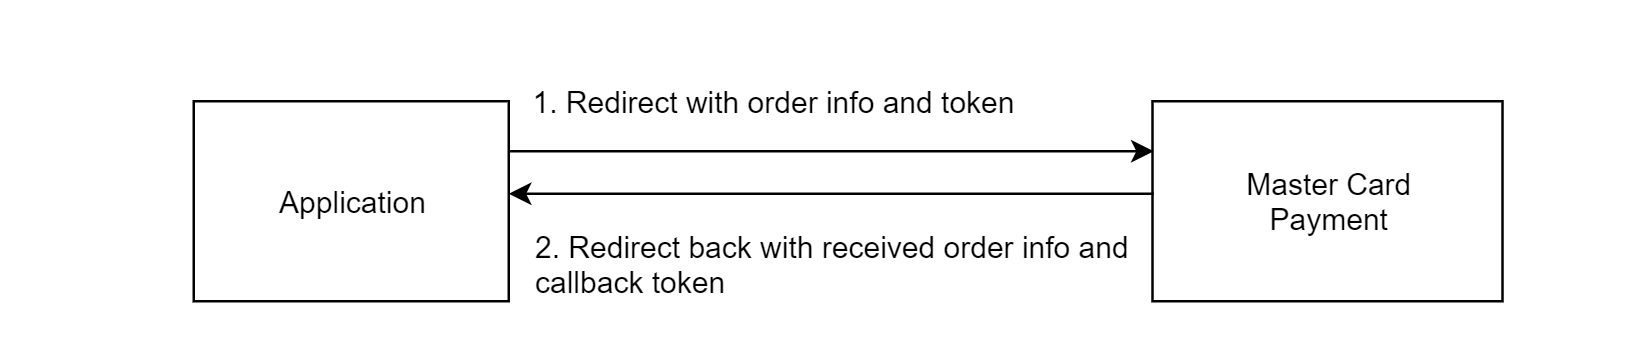 1. Redirect with order info and token
Application
Master Card
Payment
2. Redirect back with received order info and
callback token